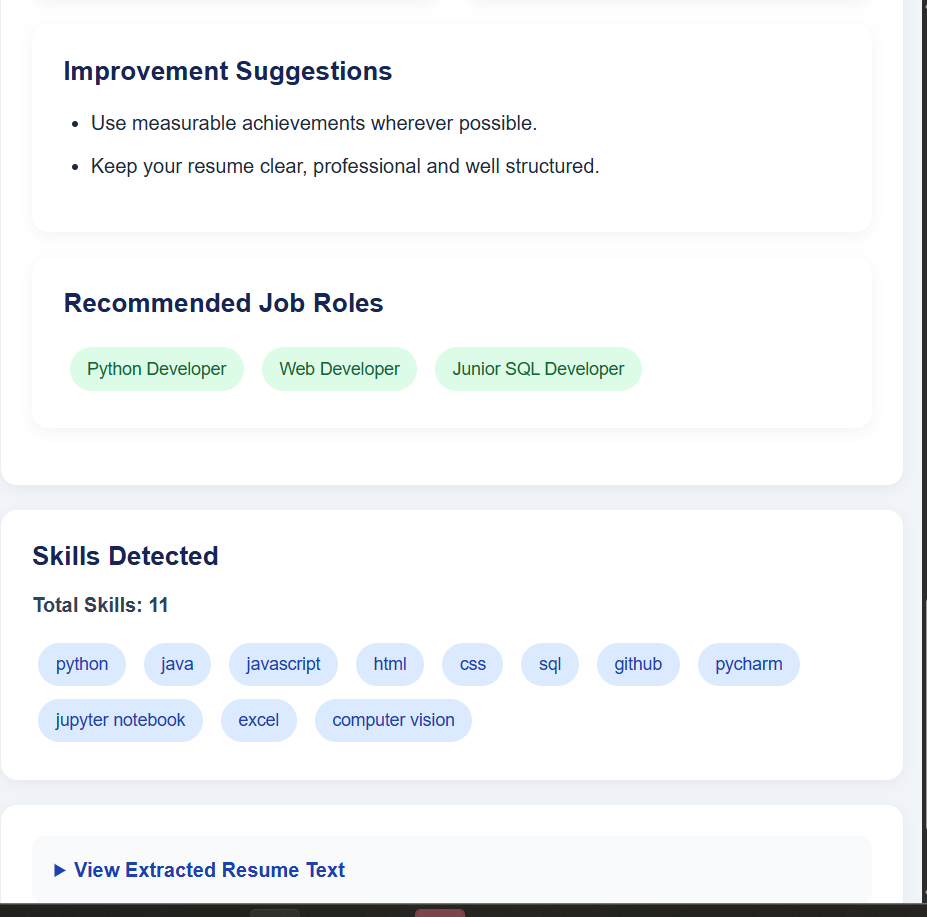 Improvement Suggestions
• Use measurable achievements wherever possible.
• Keep your resume clear, professional and well structured.
Recommended Job Roles
Python Developer Web Developer Junior SQL Developer
Skills Detected
Total Skills: 11
python java javascript html css sql github pycharm
jupyter notebook excel computer vision
▶ View Extracted Resume Text